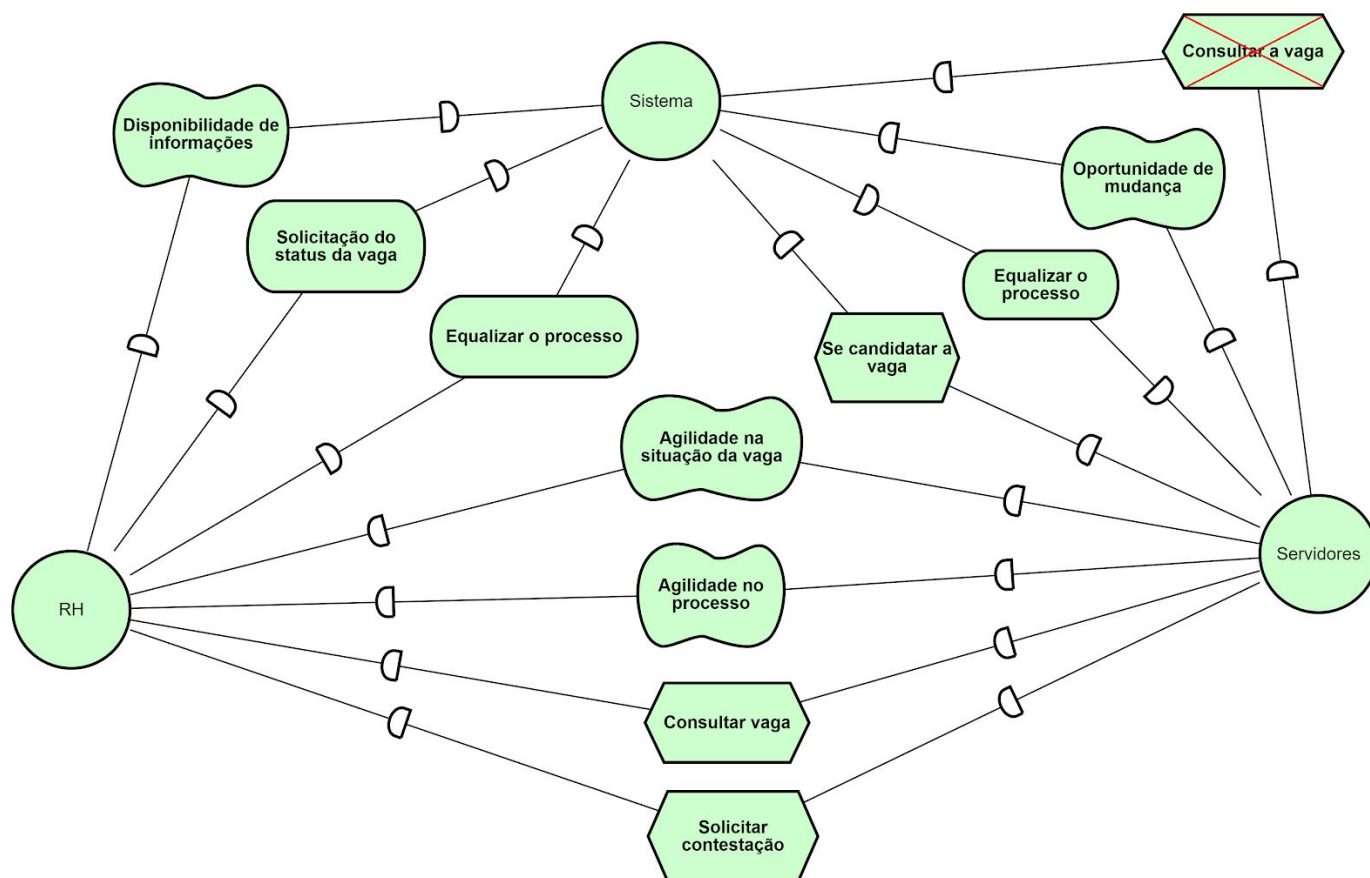 Consultar a vaga
Sistema
Disponibilidade de
informações
Oportunidade de
mudança
Solicitação do
status da vaga
Equalizar o
processo
Equalizar o processo
Se candidatar a
vaga
Agilidade na
situação da vaga
Servidores
Agilidade no
processo
RH
Consultar vaga
Solicitar
contestação